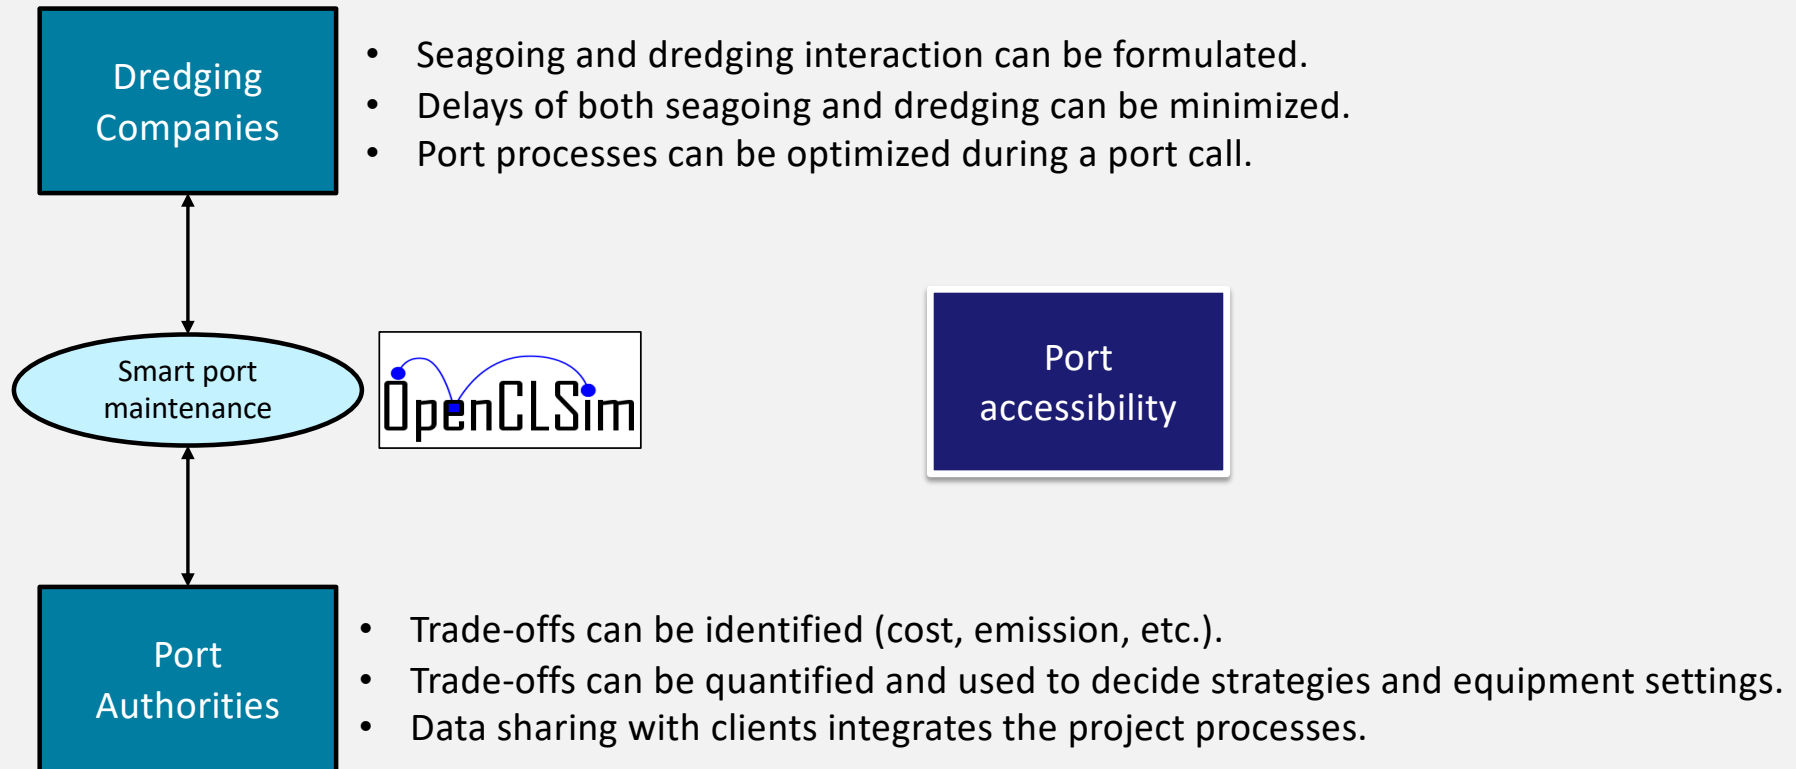 Dredging
Companies
• Seagoing and dredging interaction can be formulated.
• Delays of both seagoing and dredging can be minimized.
• Port processes can be optimized during a port call.
Smart port
maintenance
OpenCLSim
Port
accessibility
Port
Authorities
• Trade-offs can be identified (cost, emission, etc.).
• Trade-offs can be quantified and used to decide strategies and equipment settings.
• Data sharing with clients integrates the project processes.